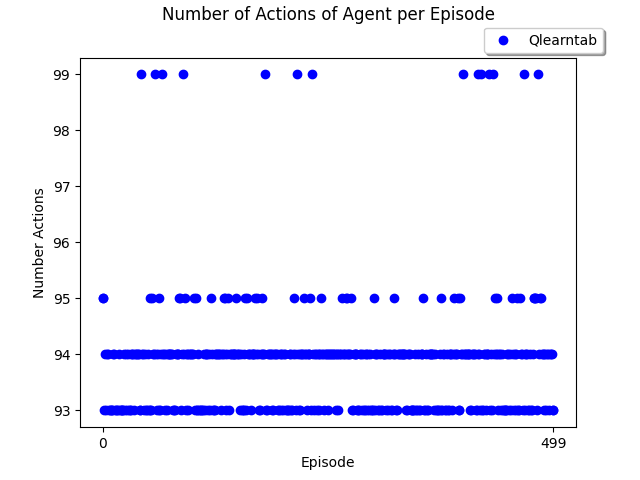 Number of Actions of Agent per Episode
Qlearntab
99
98
97
96
95
94
93
Number Actions
0
499
Episode